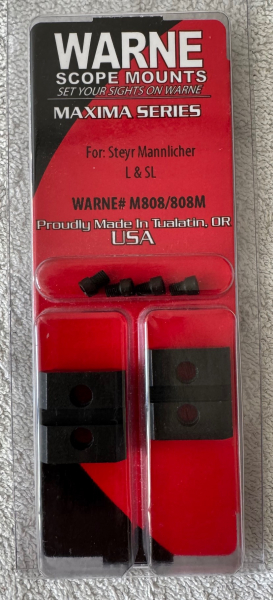 WARNE
SCOPE MOUNTS
SET YOUR SIGHTS ON WARNE
MAXIMA SERIES
For: Steyr Mannlicher
L & SL
WARNE# M808/808M
Proudly Made In Tualatin, OR
USA